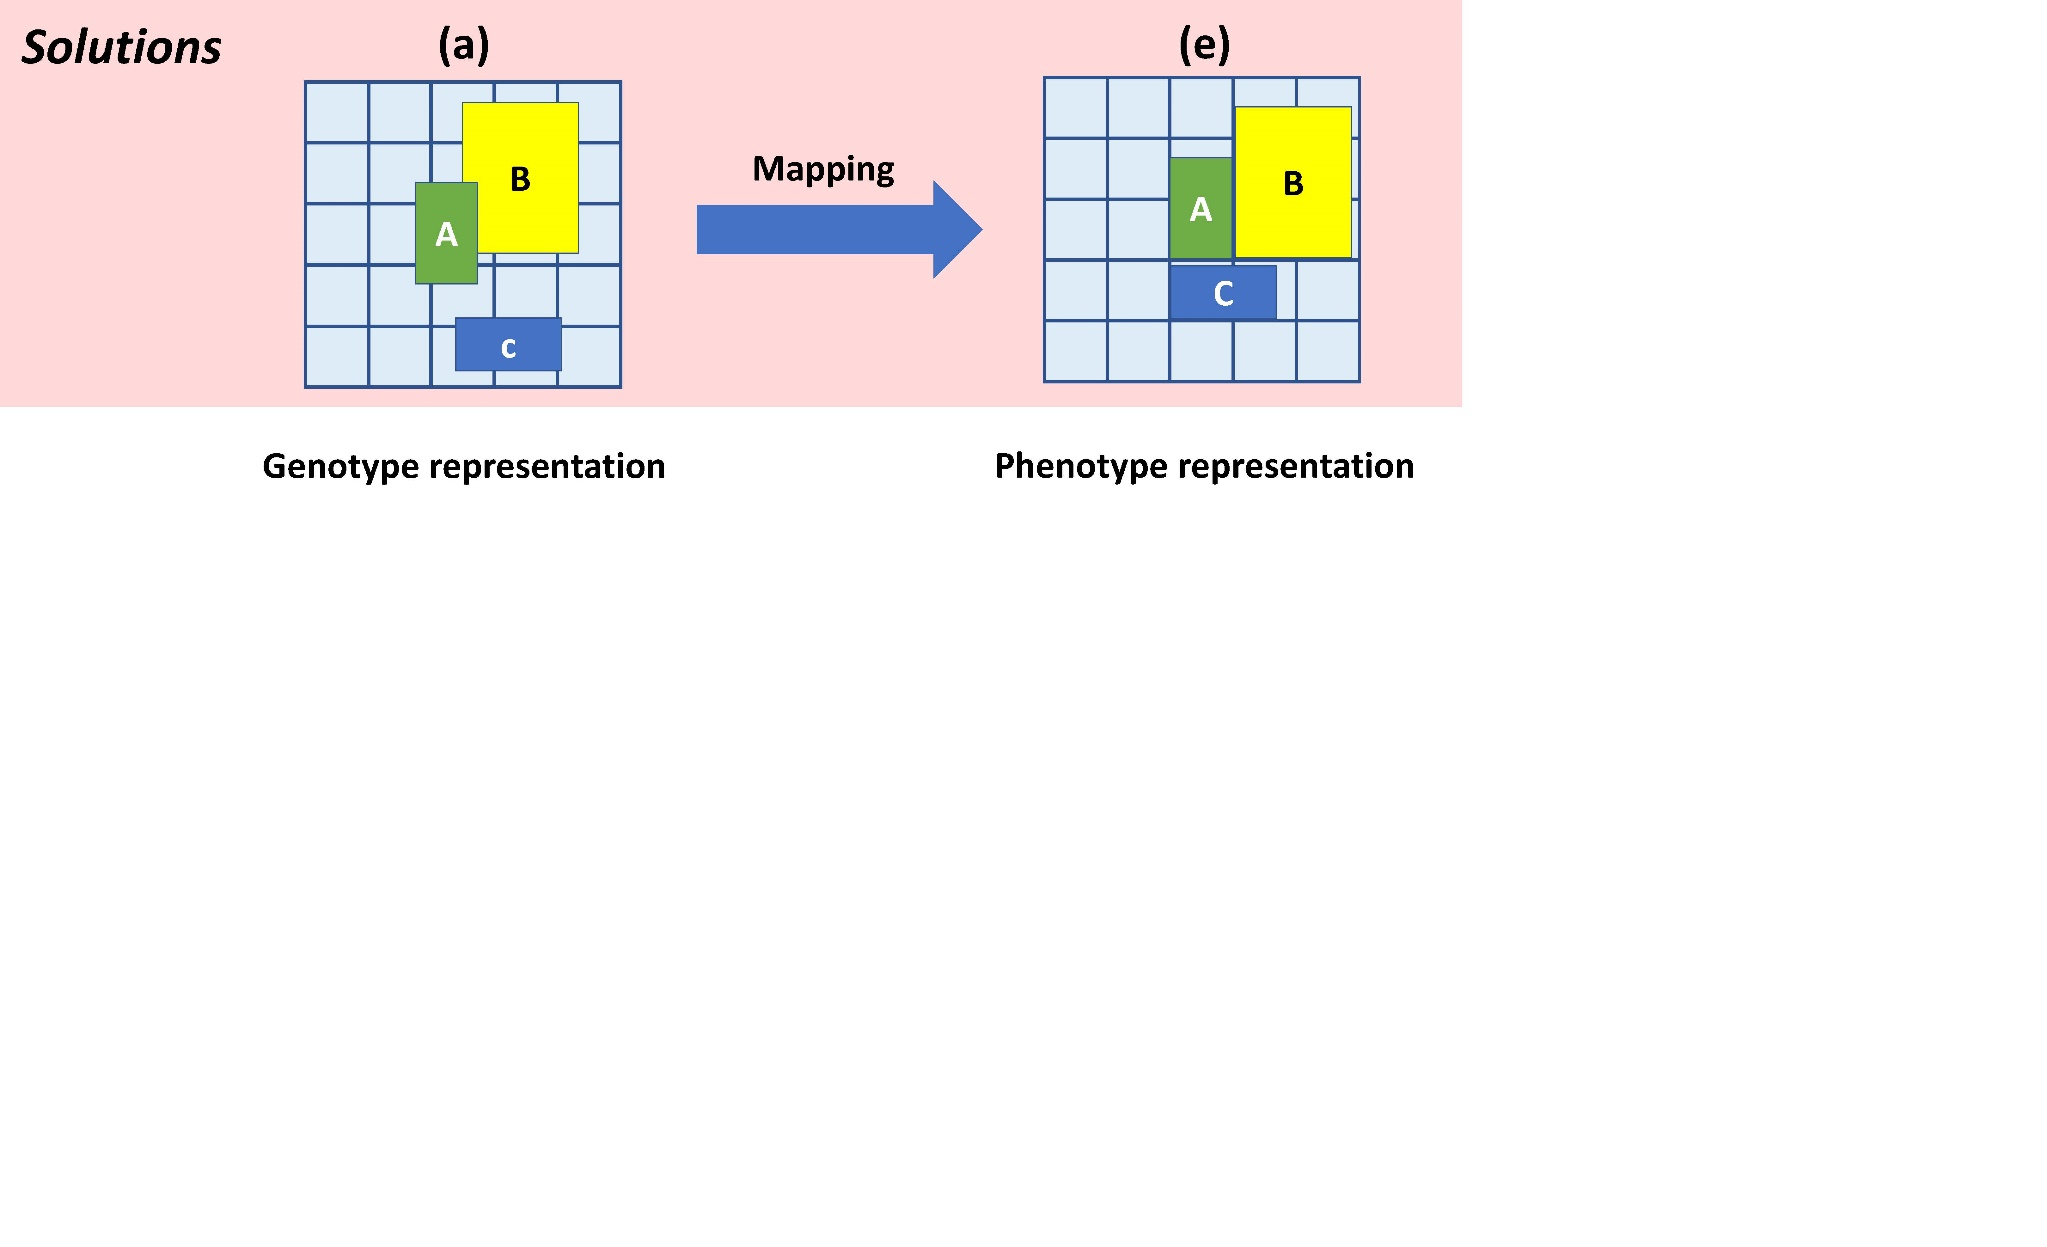 Solutions
(a)
(e)
B
A
c
Mapping
B
A
C
Genotype representation
Phenotype representation